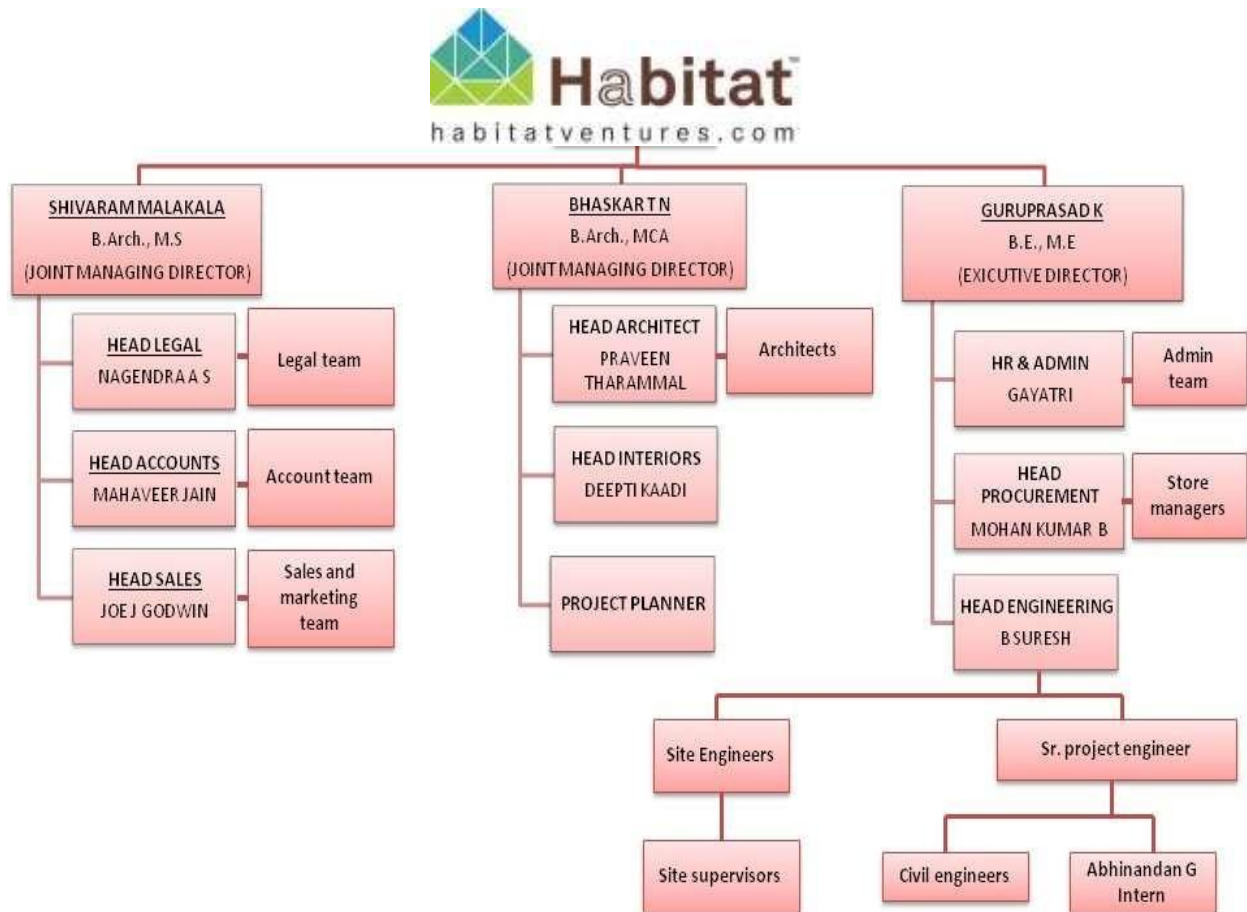 Habitat™
habitatventures.com
SHIVARAM MALAKALA
B.Arch., M.S
(JOINT MANAGING DIRECTOR)
HEAD LEGAL
NAGENDRA A S
Legal team
HEAD ACCOUNTS
MAHAVEER JAIN
Account team
HEAD SALES
JOE J GODWIN
Sales and
marketing
team
BHASKAR T N
B.Arch., MCA
(JOINT MANAGING DIRECTOR)
HEAD ARCHITECT
PRAVEEN
THARAMMAL
Architects
HEAD INTERIORS
DEEPTI KAADI
PROJECT PLANNER
GURUPRASAD K
B.E., M.E
(EXICUTIVE DIRECTOR)
HR & ADMIN
GAYATRI
Admin
team
HEAD
PROCUREMENT
MOHAN KUMAR B
Store
managers
HEAD ENGINEERING
B SURESH
Site Engineers
Site supervisors
Sr. project engineer
Civil engineers
Abhinandan G
Intern